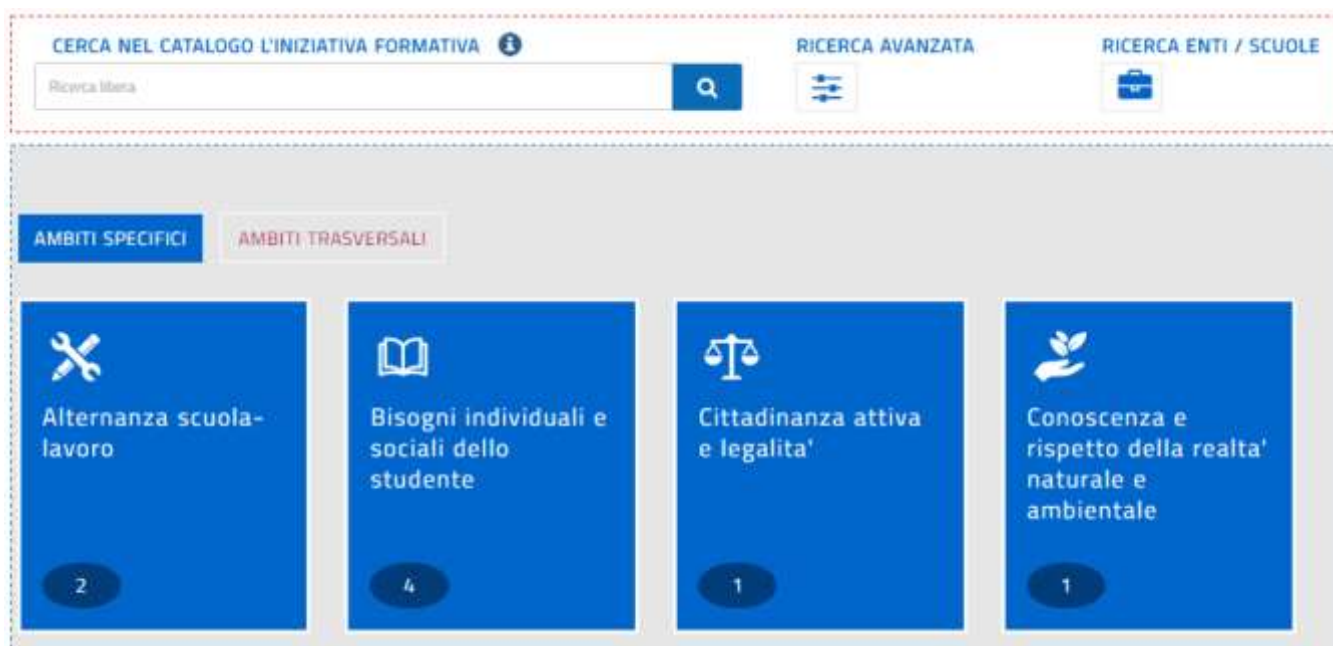 CERCA NEL CATALOGO L'INIZIATIVA FORMATIVA
RICERCA AVANZATA
RICERCA ENTI / SCUOLE
Ricerca libera
AMBITI SPECIFICI
AMBITI TRASVERSALI
Alternanza scuola-
lavoro
2
Bisogni individuali e
sociali dello
studente
4
Cittadinanza attiva
e legalita'
1
Conoscenza e
rispetto della realta'
naturale e
ambientale
1